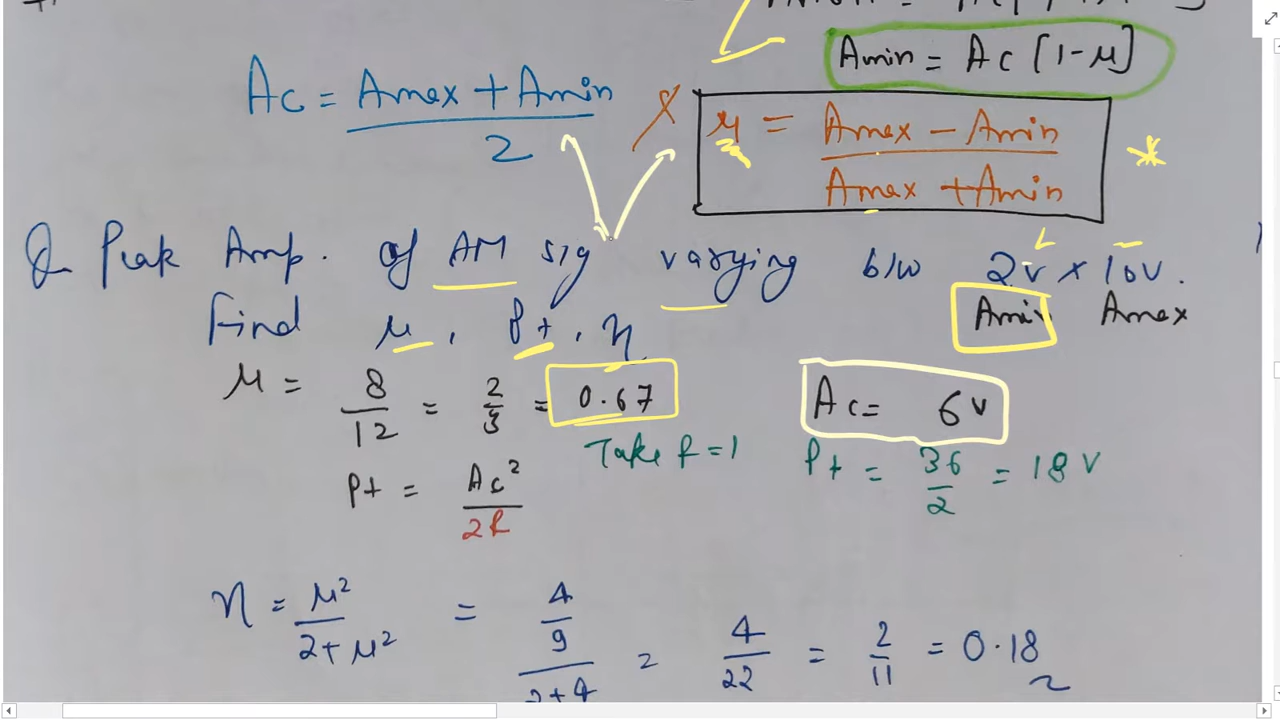 Amin = Ac [1-μ]
Ac = Amax + Amin / 2
μ = Amax - Amin / Amax + Amin *
Q Peak Amp. of AM sig varying b/w 2v & 10v.
Amin Amax
Find μ, Pt, η
μ = 8/12 = 2/3 = 0.67
Ac = 6v
Take R=1
Pt = 36/2 = 18 v
Pt = Ac²/2R
η = μ²/2+μ² = 4/9 / 2+4 = 4/22 = 2/11 = 0.18